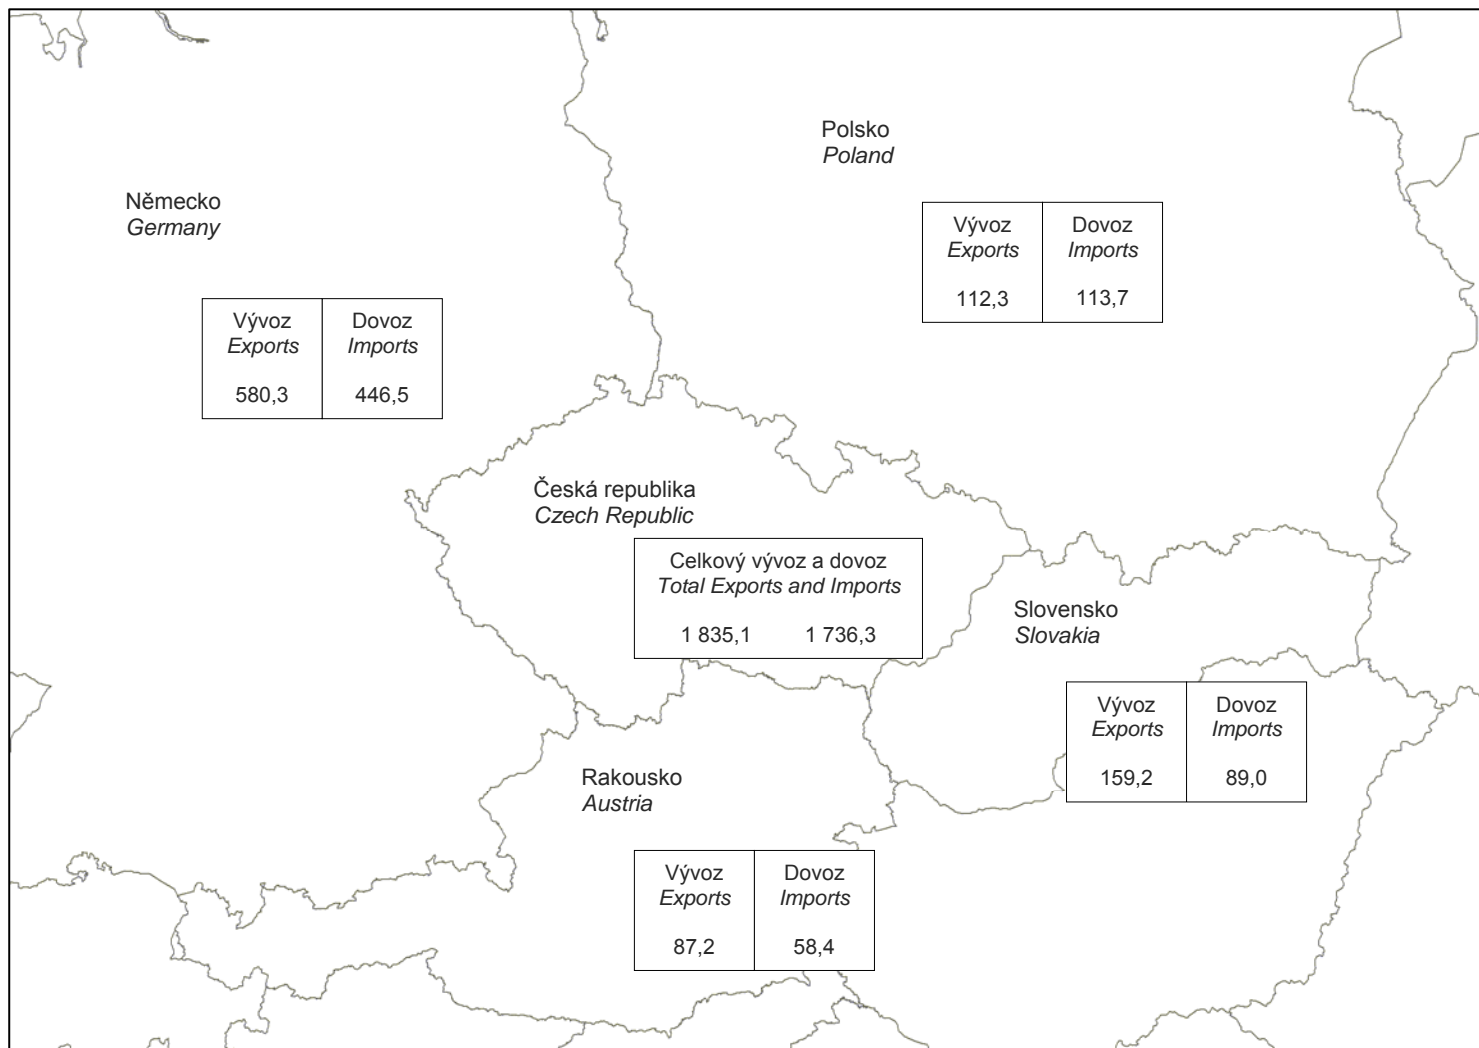 Polsko
Poland
Vývoz
Exports
112,3
Dovoz
Imports
113,7
Německo
Germany
Vývoz
Exports
580,3
Dovoz
Imports
446,5
Česká republika
Czech Republic
Celkový vývoz a dovoz
Total Exports and Imports
1 835,1 1 736,3
Slovensko
Slovakia
Vývoz
Exports
159,2
Dovoz
Imports
89,0
Rakousko
Austria
Vývoz
Exports
87,2
Dovoz
Imports
58,4